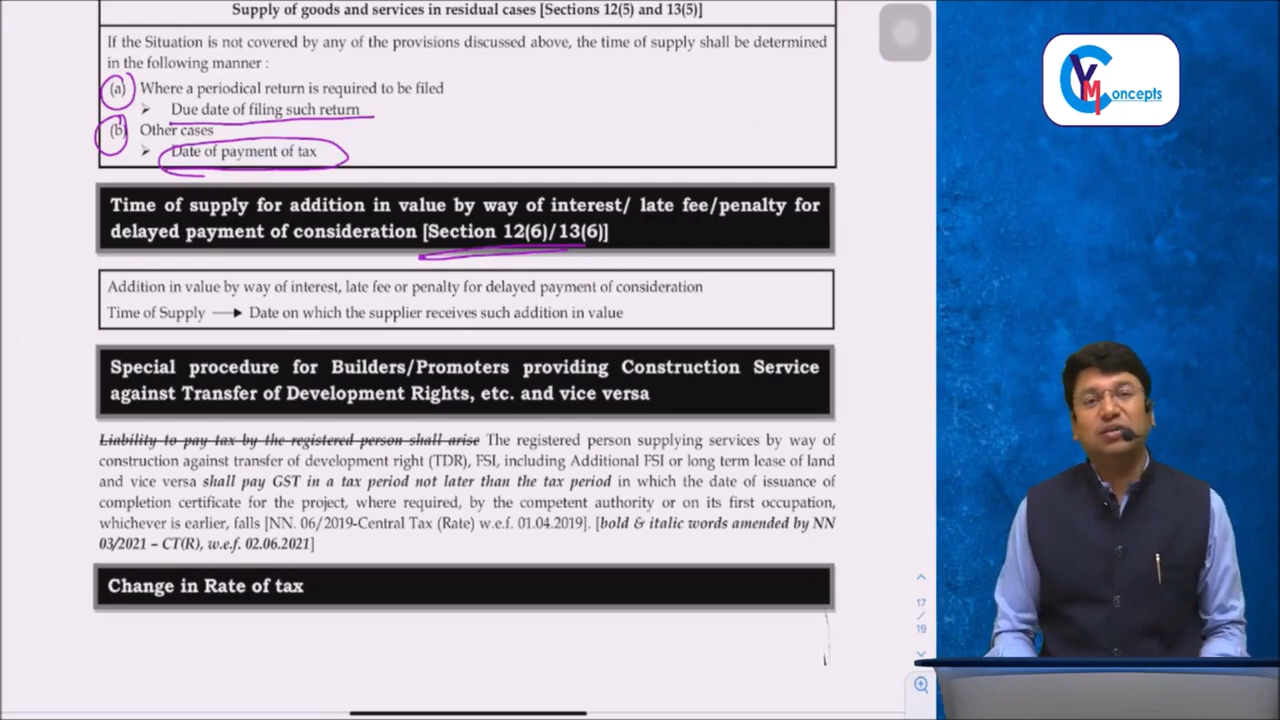 Supply of goods and services in residual cases [Sections 12(5) and 13(5)]
If the Situation is not covered by any of the provisions discussed above, the time of supply shall be determined
in the following manner :
(a) Where a periodical return is required to be filed
➢ Due date of filing such return
(b) Other cases
➢ Date of payment of tax
Time of supply for addition in value by way of interest/ late fee/penalty for
delayed payment of consideration [Section 12(6)/13(6)]
Addition in value by way of interest, late fee or penalty for delayed payment of consideration
Time of Supply ⟶ Date on which the supplier receives such addition in value
Special procedure for Builders/Promoters providing Construction Service
against Transfer of Development Rights, etc. and vice versa
Liability to pay tax by the registered person shall arise The registered person supplying services by way of
construction against transfer of development right (TDR), FSI, including Additional FSI or long term lease of land
and vice versa shall pay GST in a tax period not later than the tax period in which the date of issuance of
completion certificate for the project, where required, by the competent authority or on its first occupation,
whichever is earlier, falls [NN. 06/2019-Central Tax (Rate) w.e.f. 01.04.2019]. [bold & italic words amended by NN
03/2021 – CT(R), w.e.f. 02.06.2021]
Change in Rate of tax
17
/
19
YMConcepts